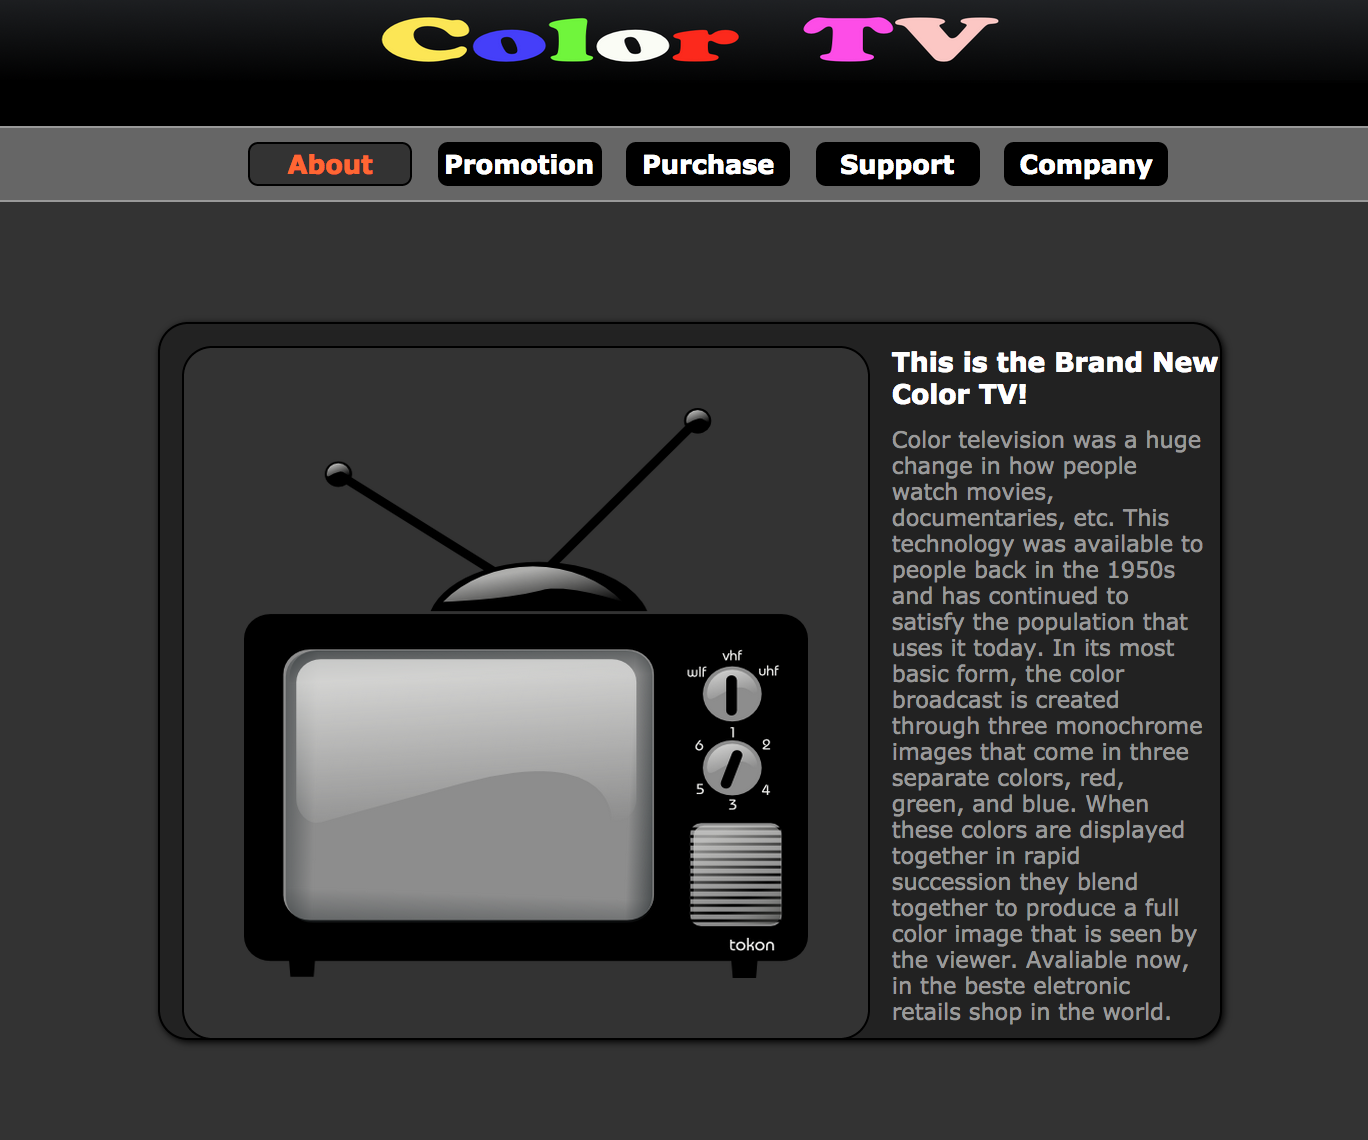 Color TV
About Promotion Purchase Support Company
This is the Brand New
Color TV!
Color television was a huge
change in how people
watch movies,
documentaries, etc. This
technology was available to
people back in the 1950s
and has continued to
satisfy the population that
uses it today. In its most
basic form, the color
broadcast is created
through three monochrome
images that come in three
separate colors, red,
green, and blue. When
these colors are displayed
together in rapid
succession they blend
together to produce a full
color image that is seen by
the viewer. Avaliable now,
in the beste eletronic
retails shop in the world.
vhf
wlf uhf
1
6 2
5 4
3
tokon